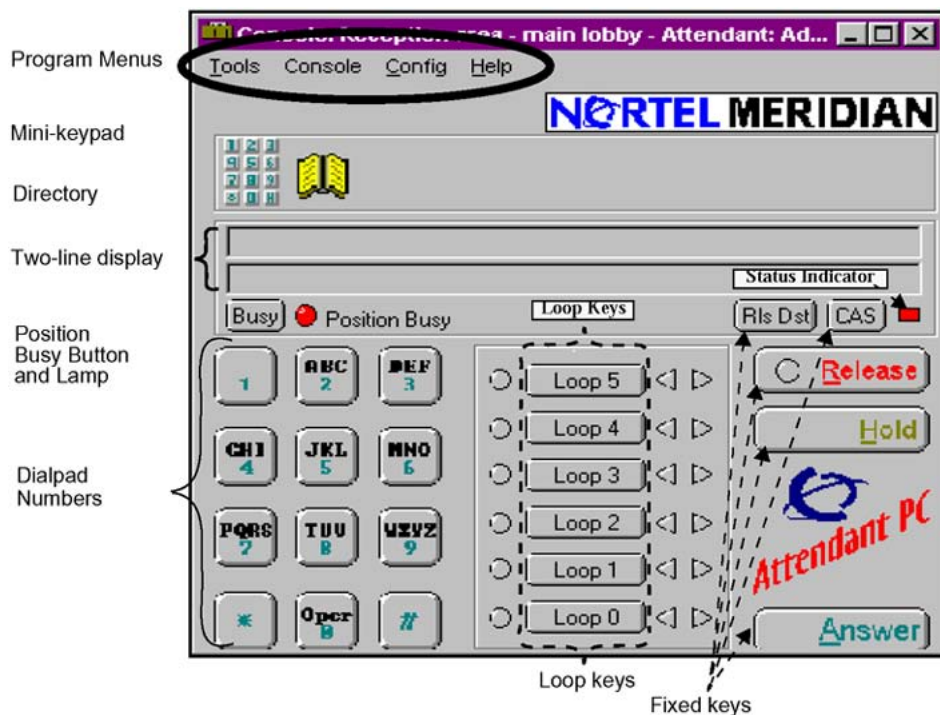 Console: Reception area - main lobby - Attendant: Ad...
Program Menus
Tools Console Config Help
NORTEL MERIDIAN
Mini-keypad
1 2 3
4 5 6
7 8 9
* 0 #
Directory
Two-line display
Status Indicator
Busy Position Busy
Loop Keys
Rls Dst CAS
Position
Busy Button
and Lamp
1
ABC
2
DEF
3
GHI
4
JKL
5
MNO
6
PQRS
7
TUV
8
WXYZ
9
*
Oper
0
#
Dialpad
Numbers
Loop 5
Loop 4
Loop 3
Loop 2
Loop 1
Loop 0
Release
Hold
Attendant PC
Answer
Loop keys
Fixed keys